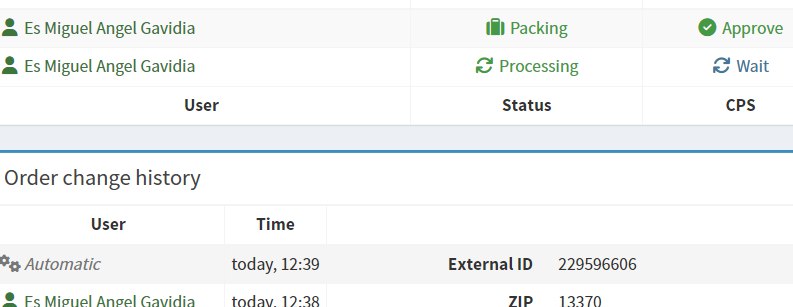 Es Miguel Angel Gavidia Packing Approve
Es Miguel Angel Gavidia Processing Wait
User Status CPS
Order change history
User Time
Automatic today, 12:39 External ID 229596606
Es Miguel Angel Gavidia today, 12:38 ZIP 13370